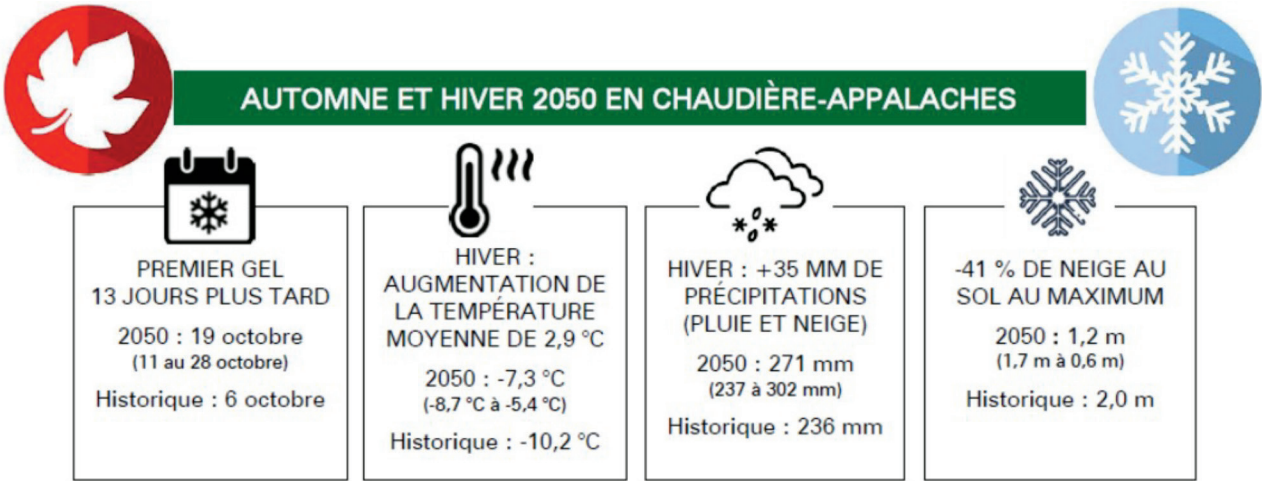 AUTOMNE ET HIVER 2050 EN CHAUDIÈRE-APPALACHES
PREMIER GEL
13 JOURS PLUS TARD
2050 : 19 octobre
(11 au 28 octobre)
Historique : 6 octobre
HIVER :
AUGMENTATION DE
LA TEMPÉRATURE
MOYENNE DE 2,9 °C
2050 : -7,3 °C
(-8,7 °C à -5,4 °C)
Historique : -10,2 °C
HIVER : +35 MM DE
PRÉCIPITATIONS
(PLUIE ET NEIGE)
2050 : 271 mm
(237 à 302 mm)
Historique : 236 mm
-41 % DE NEIGE AU
SOL AU MAXIMUM
2050 : 1,2 m
(1,7 m à 0,6 m)
Historique : 2,0 m